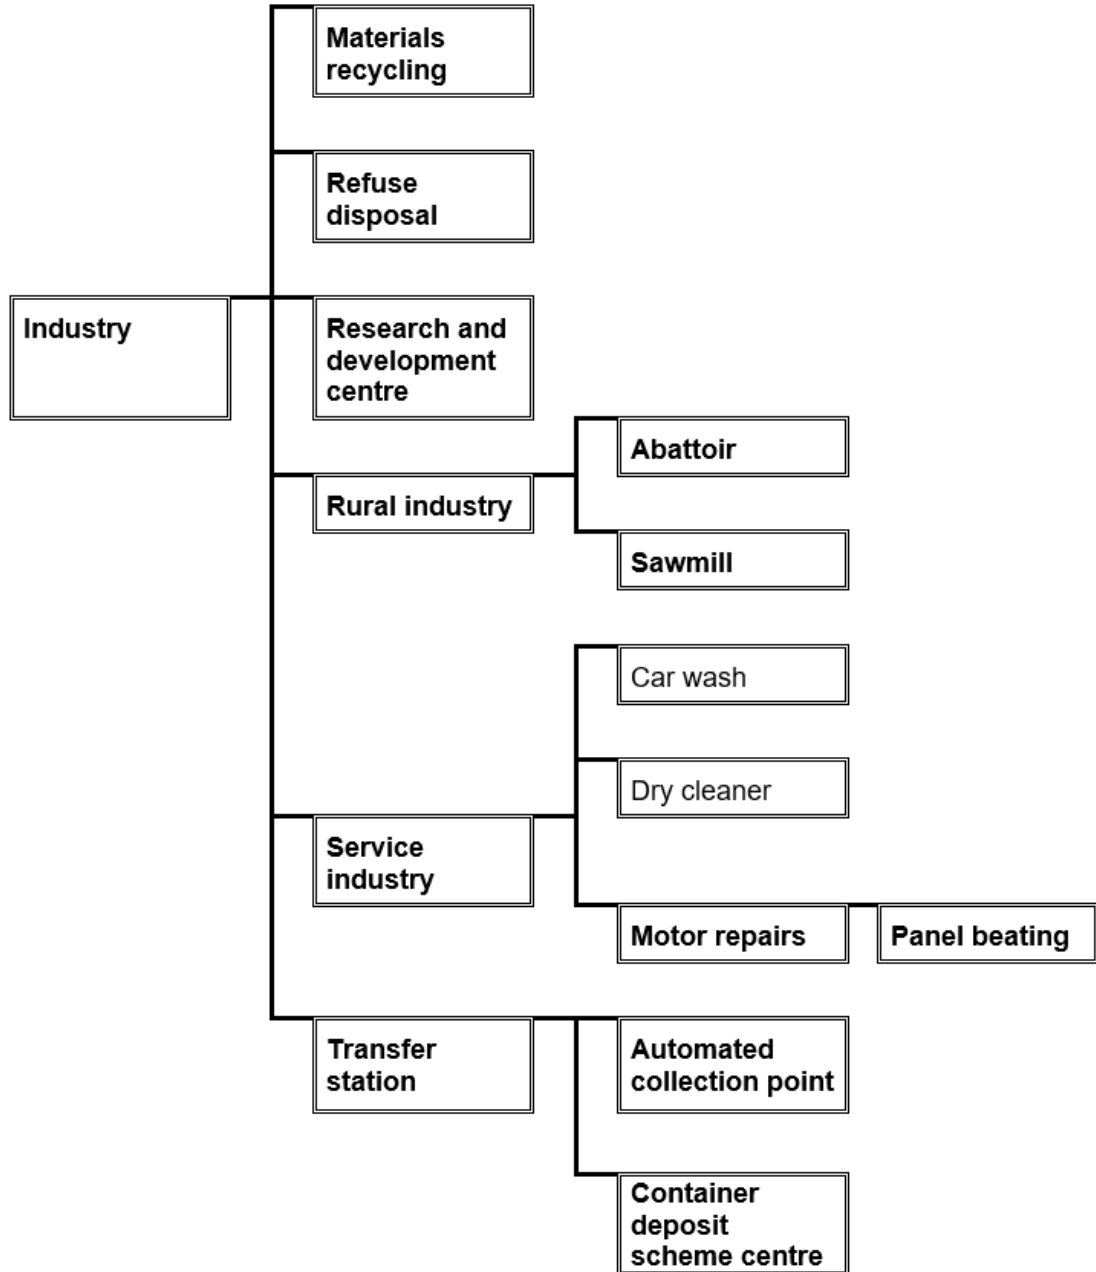 Materials
recycling
Refuse
disposal
Industry
Research and
development
centre
Abattoir
Rural industry
Sawmill
Car wash
Dry cleaner
Service
industry
Motor repairs
Panel beating
Transfer
station
Automated
collection point
Container
deposit
scheme centre